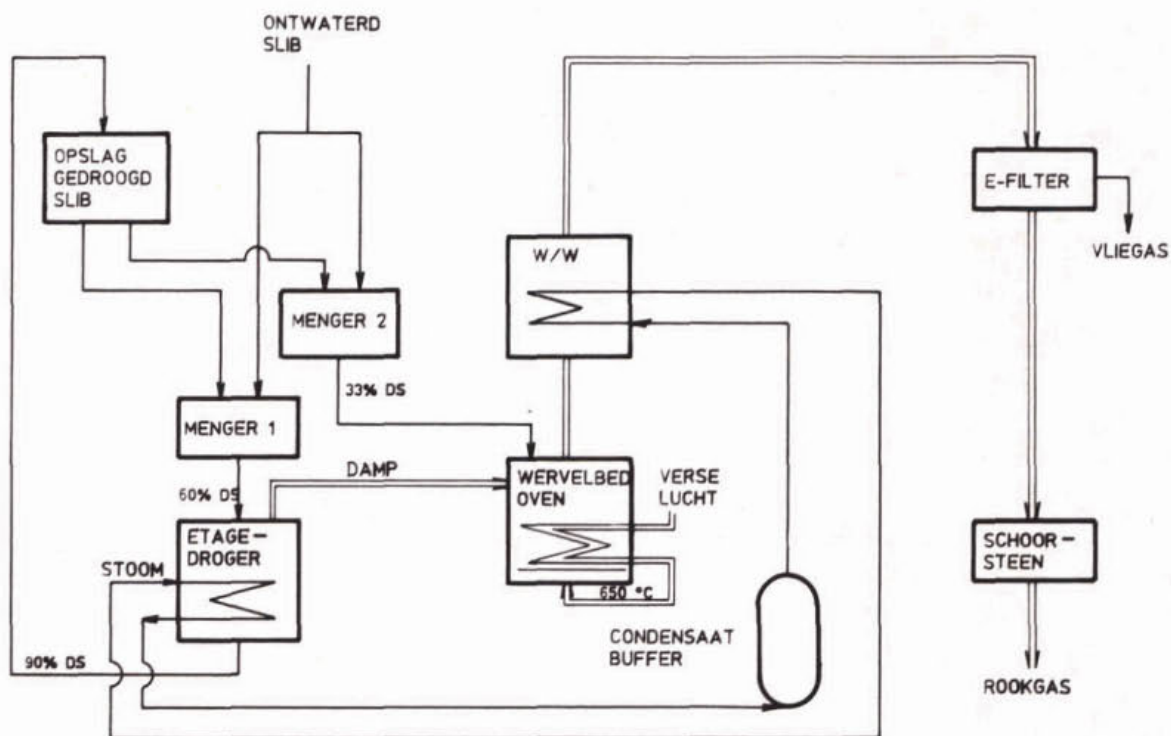 ONTWATERD
SLIB
OPSLAG
GEDROOGD
SLIB
E-FILTER
VLIEGAS
W/W
MENGER 2
33% DS
MENGER 1
DAMP
WERVELBED
OVEN
VERSE
LUCHT
60% DS
ETAGE-
DROGER
SCHOOR-
STEEN
STOOM
650 °C
CONDENSAAT
BUFFER
90% DS
ROOKGAS